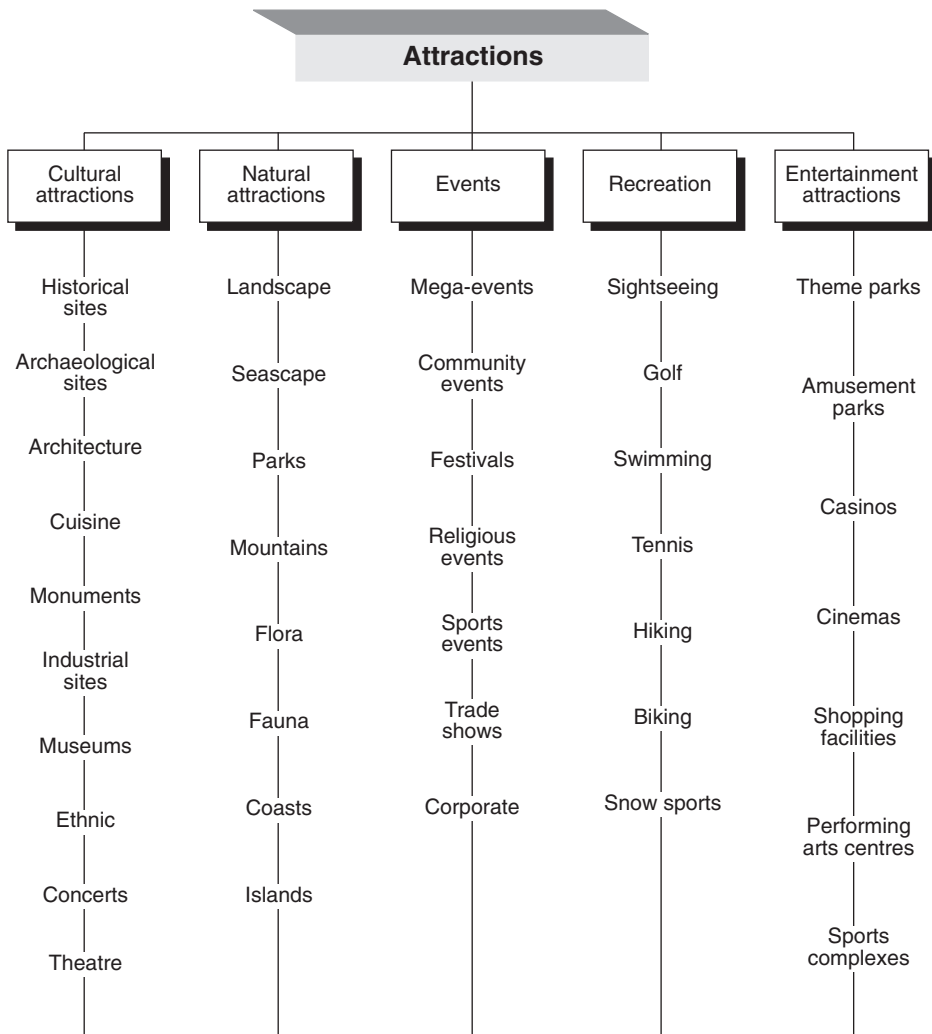 Attractions
Cultural
attractions
Natural
attractions
Events
Recreation
Entertainment
attractions
Historical
sites
Archaeological
sites
Architecture
Cuisine
Monuments
Industrial
sites
Museums
Ethnic
Concerts
Theatre
Landscape
Seascape
Parks
Mountains
Flora
Fauna
Coasts
Islands
Mega-events
Community
events
Festivals
Religious
events
Sports
events
Trade
shows
Corporate
Sightseeing
Golf
Swimming
Tennis
Hiking
Biking
Snow sports
Theme parks
Amusement
parks
Casinos
Cinemas
Shopping
facilities
Performing
arts centres
Sports
complexes